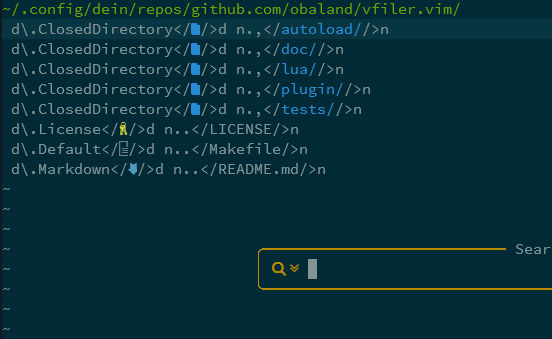 ~/.config/dein/repos/github.com/obaland/vfiler.vim/
d\.ClosedDirectory<//>d n.,</autoload//>n
d\.ClosedDirectory<//>d n.,</doc//>n
d\.ClosedDirectory<//>d n.,</lua//>n
d\.ClosedDirectory<//>d n.,</plugin//>n
d\.ClosedDirectory<//>d n.,</tests//>n
d\.License<//>d n..</LICENSE/>n
d\.Default<//>d n..</Makefile/>n
d\.Markdown<//>d n..</README.md/>n
~
~
~
~
Sear
~
~
~
~